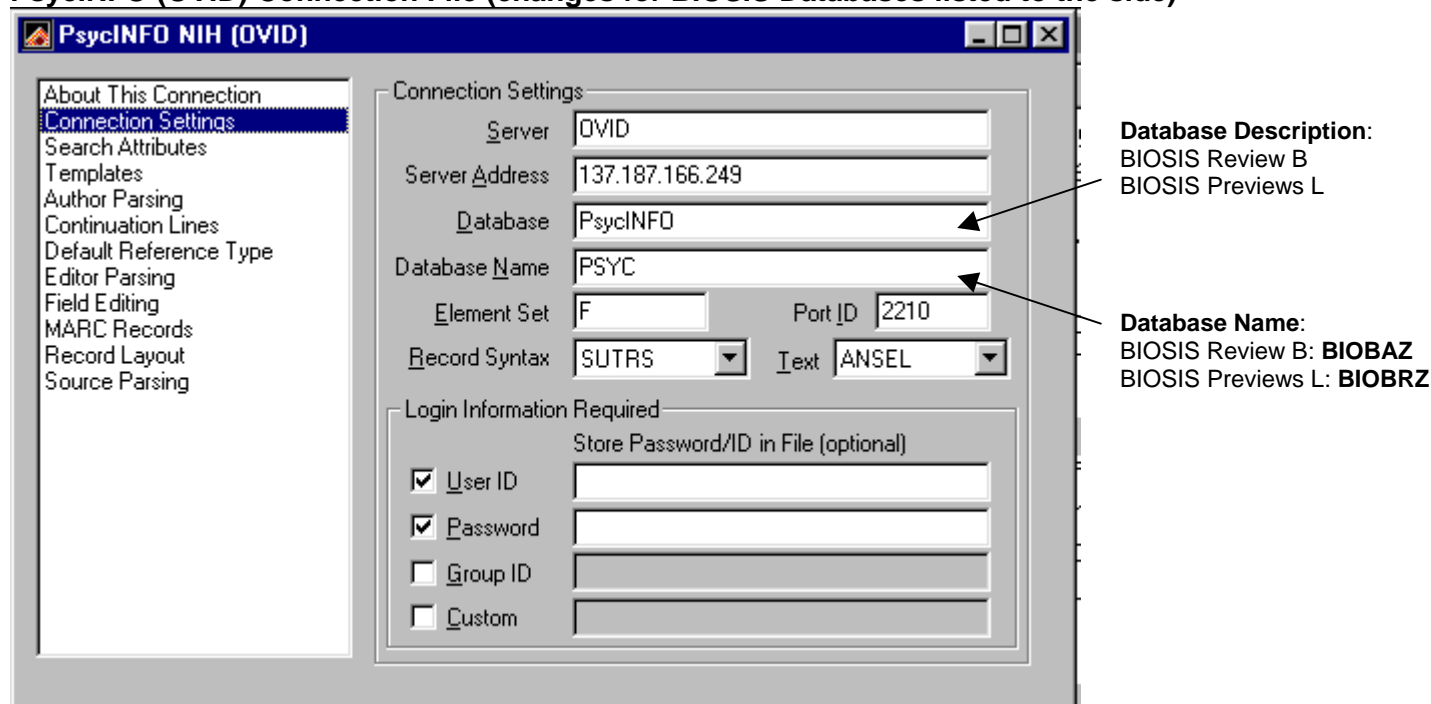 PsycINFO (OVID) Connection File (changes for BIOSIS Databases listed to the side)
PsycINFO NIH (OVID)
About This Connection
Connection Settings
Search Attributes
Templates
Author Parsing
Continuation Lines
Default Reference Type
Editor Parsing
Field Editing
MARC Records
Record Layout
Source Parsing
Connection Settings
Server OVID
Server Address 137.187.166.249
Database PsycINFO
Database Name PSYC
Element Set F Port ID 2210
Record Syntax SUTRS Text ANSEL
Login Information Required
Store Password/ID in File (optional)
User ID
Password
Group ID
Custom
Database Description:
BIOSIS Review B
BIOSIS Previews L
Database Name:
BIOSIS Review B: BIOBAZ
BIOSIS Previews L: BIOBRZ